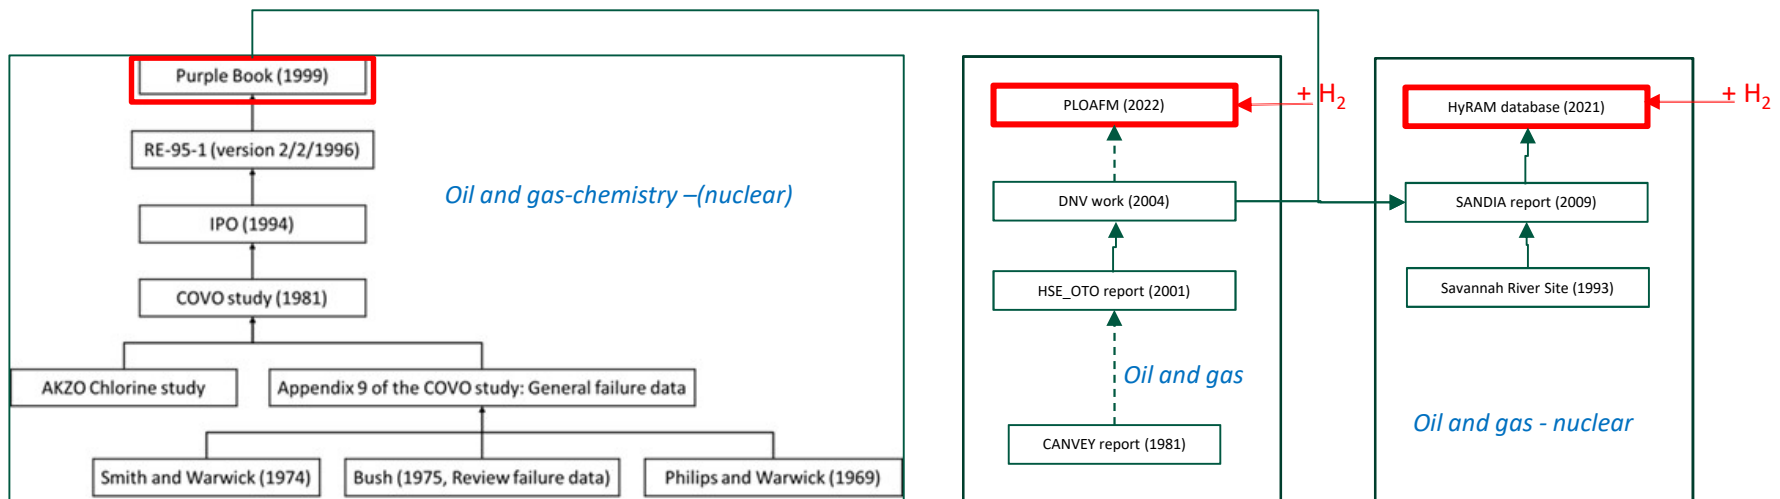 Purple Book (1999)
RE-95-1 (version 2/2/1996)
IPO (1994)
COVO study (1981)
AKZO Chlorine study
Appendix 9 of the COVO study: General failure data
Smith and Warwick (1974)
Bush (1975, Review failure data)
Philips and Warwick (1969)
Oil and gas-chemistry –(nuclear)
PLOAFM (2022)
+ H₂
DNV work (2004)
HSE_OTO report (2001)
Oil and gas
CANVEY report (1981)
HyRAM database (2021)
+ H₂
SANDIA report (2009)
Savannah River Site (1993)
Oil and gas - nuclear